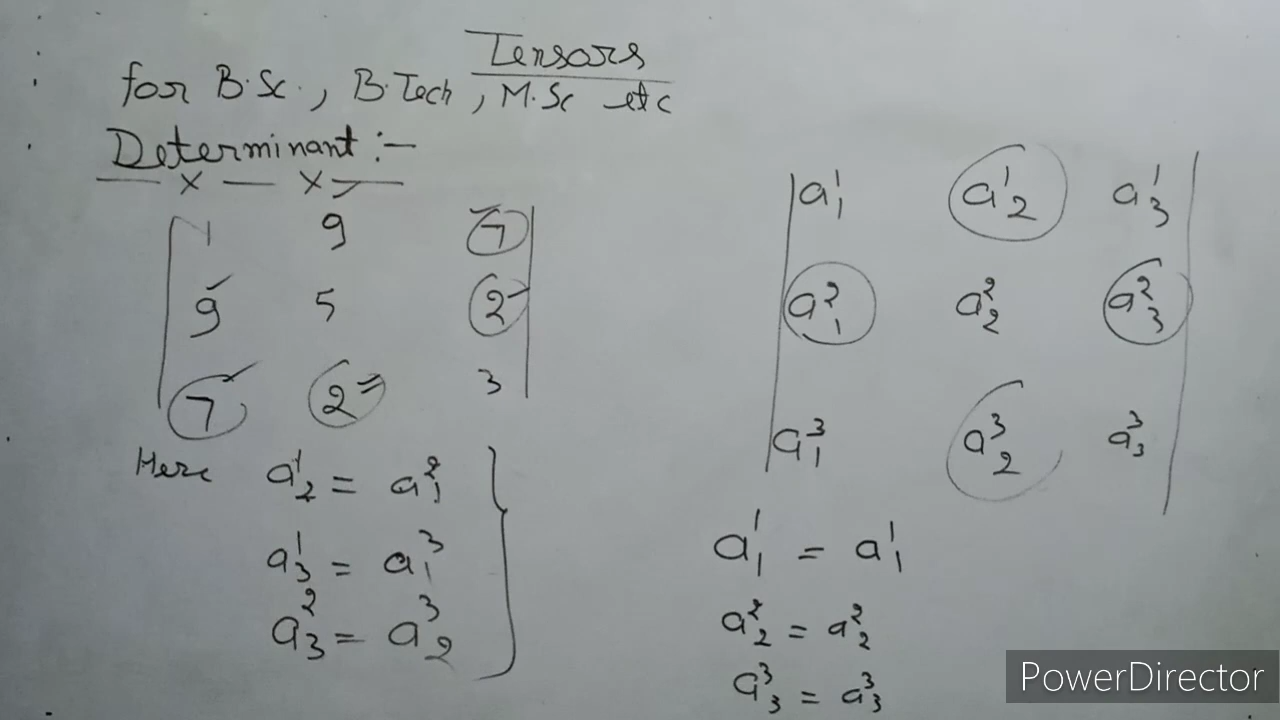 Tensors
for B.Sc., B.Tech, M.Sc etc
Determinant :-
— x — x —
1 9 7
9 5 2
7 2 3
a¹₁ a¹₂ a¹₃
a²₁ a²₂ a²₃
a³₁ a³₂ a³₃
Here a¹₂ = a²₁
a¹₃ = a³₁
a²₃ = a³₂
a¹₁ = a¹₁
a²₂ = a²₂
a³₃ = a³₃
PowerDirector